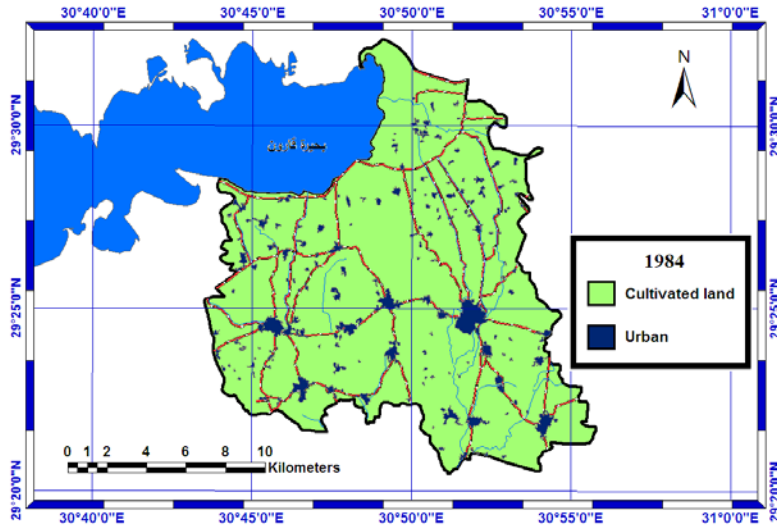 30°40'0"E 30°45'0"E 30°50'0"E 30°55'0"E 31°0'0"E
N
29°30'0"N 29°30'0"N
بحيرة قارون
1984
Cultivated land
Urban
29°25'0"N 29°25'0"N
0 1 2 4 6 8 10
Kilometers
29°20'0"N 29°20'0"N
30°40'0"E 30°45'0"E 30°50'0"E 30°55'0"E 31°0'0"E